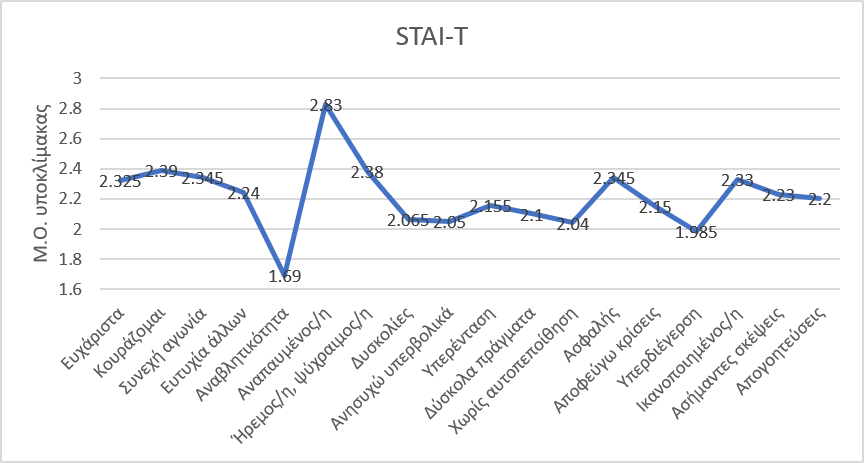 STAI-T
Μ.Ο. υποκλίμακας
3
2.8
2.6
2.4
2.2
2
1.8
1.6
2.325
2.39
2.345
2.24
1.69
2.83
2.38
2.065
2.05
2.155
2.1
2.04
2.345
2.15
1.985
2.33
2.23
2.2
Ευχάριστα
Κουράζομαι
Συνεχή αγωνία
Ευτυχία άλλων
Αναβλητικότητα
Αναπαυμένος/η
Ήρεμος/η, ψύχραιμος/η
Δυσκολίες
Ανησυχώ υπερβολικά
Υπερένταση
Δύσκολα πράγματα
Χωρίς αυτοπεποίθηση
Ασφαλής
Αποφεύγω κρίσεις
Υπερδιέγερση
Ικανοποιημένος/η
Ασήμαντες σκέψεις
Απογοητεύσεις